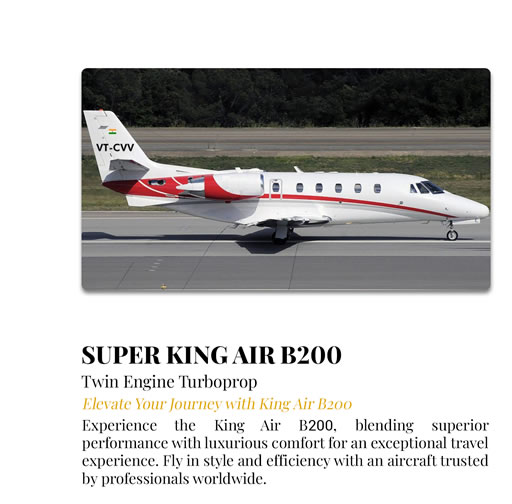 VT-CVV
SUPER KING AIR B200
Twin Engine Turboprop
Elevate Your Journey with King Air B200
Experience the King Air B200, blending superior
performance with luxurious comfort for an exceptional travel
experience. Fly in style and efficiency with an aircraft trusted
by professionals worldwide.